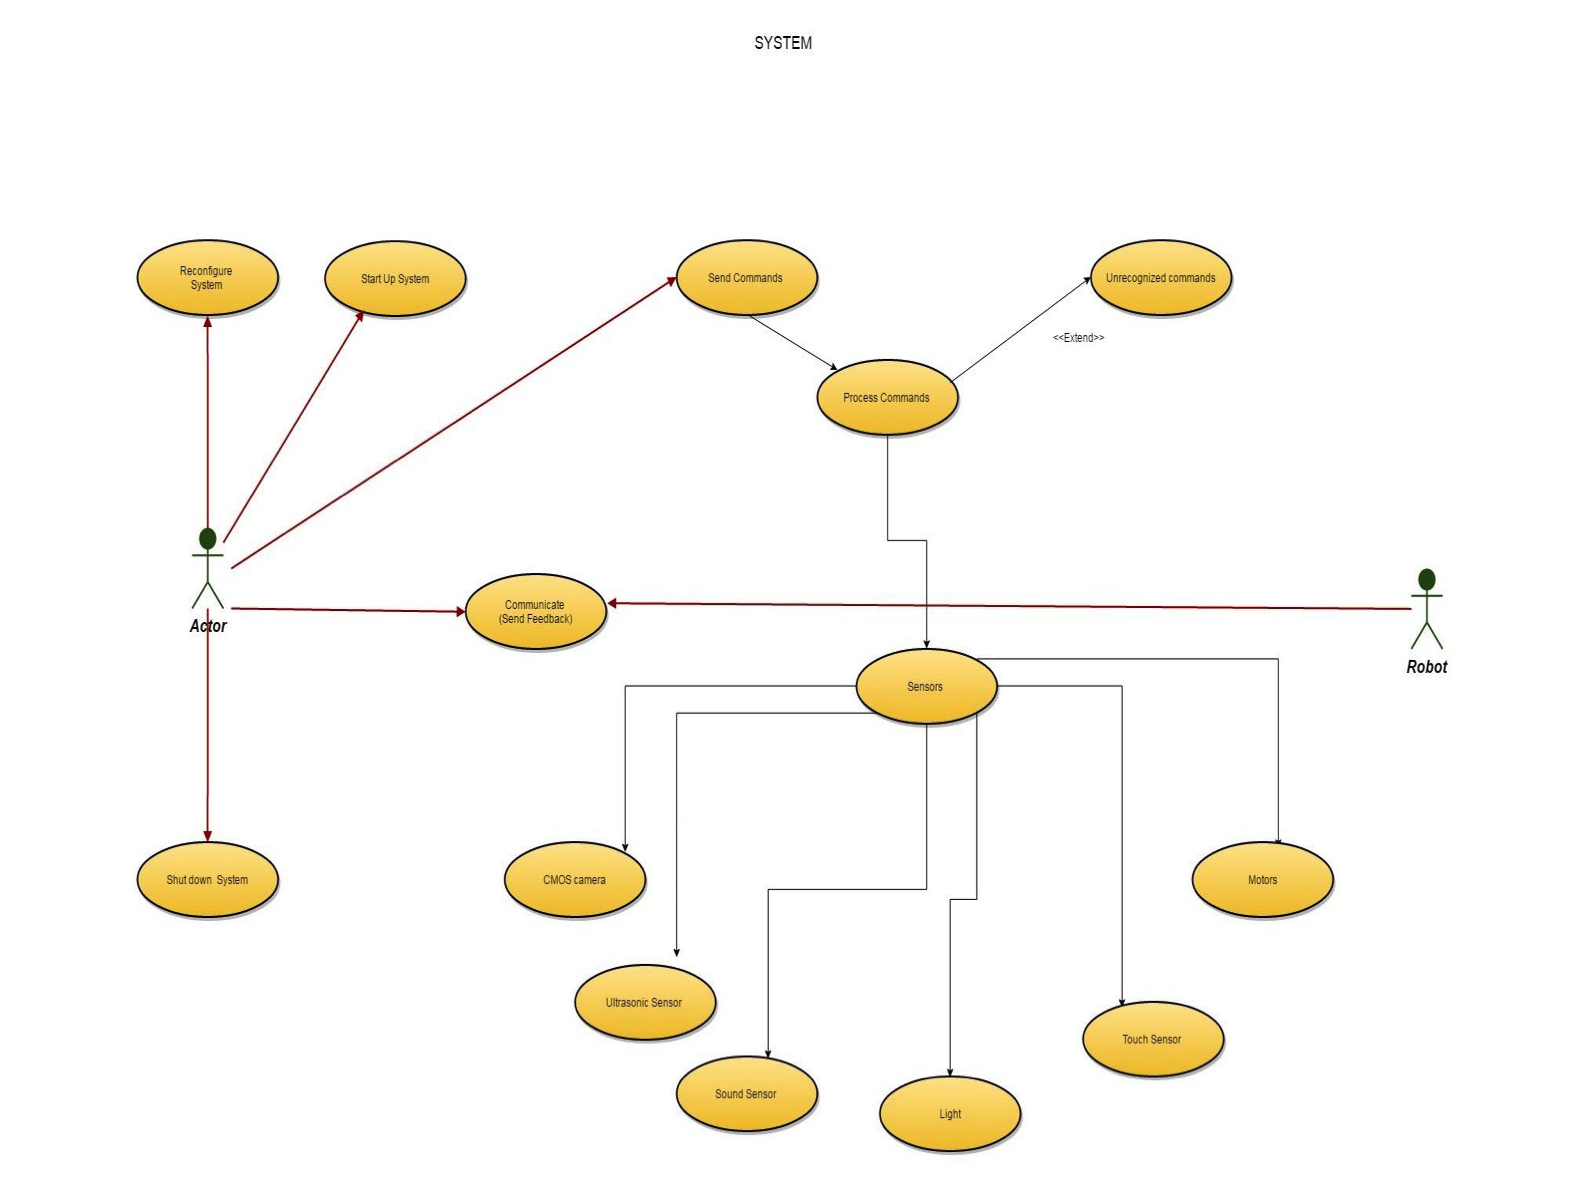 SYSTEM
Reconfigure
System
Start Up System
Send Commands
Unrecognized commands
<<Extend>>
Process Commands
Communicate
(Send Feedback)
Actor
Robot
Sensors
Shut down  System
CMOS camera
Motors
Ultrasonic Sensor
Touch Sensor
Sound Sensor
Light